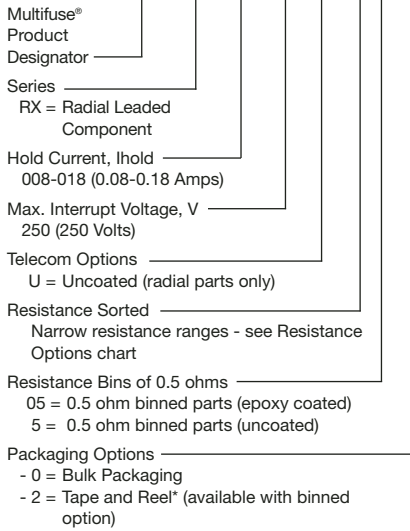 Multifuse®
Product
Designator
Series
RX = Radial Leaded
Component
Hold Current, Ihold
008-018 (0.08-0.18 Amps)
Max. Interrupt Voltage, V
250 (250 Volts)
Telecom Options
U = Uncoated (radial parts only)
Resistance Sorted
Narrow resistance ranges - see Resistance
Options chart
Resistance Bins of 0.5 ohms
05 = 0.5 ohm binned parts (epoxy coated)
5 = 0.5 ohm binned parts (uncoated)
Packaging Options
- 0 = Bulk Packaging
- 2 = Tape and Reel* (available with binned
option)